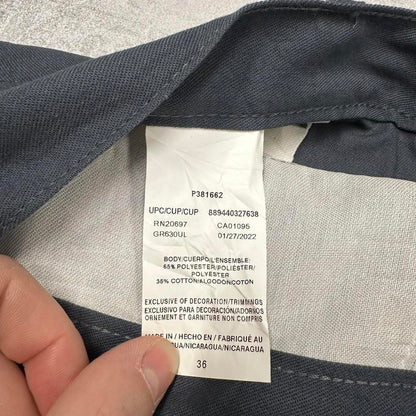 P381662
UPC/CUP/CUP 889440327638
RN20697 CA01095
GR630UL 01/27/2022
BODY/CUERPO/L'ENSEMBLE:
65% POLYESTER/POLIÉSTER/
POLYESTER
35% COTTON/ALGODON/COTON
EXCLUSIVE OF DECORATION/TRIMMINGS
EXCLUSIVO PARA DECORACIÓN/ADORNOS
ORNEMENT ET GARNITURE NON COMPRIS
MADE IN / HECHO EN / FABRIQUÉ AU
NICARAGUA/NICARAGUA
36